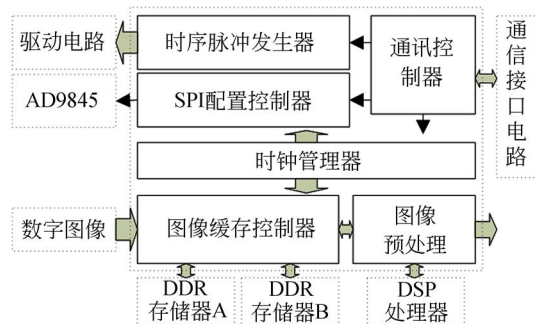 驱动电路
时序脉冲发生器
通讯控
制器
通
信
接
口
电
路
AD9845
SPI配置控制器
时钟管理器
数字图像
图像缓存控制器
图像
预处理
DDR
存储器A
DDR
存储器B
DSP
处理器